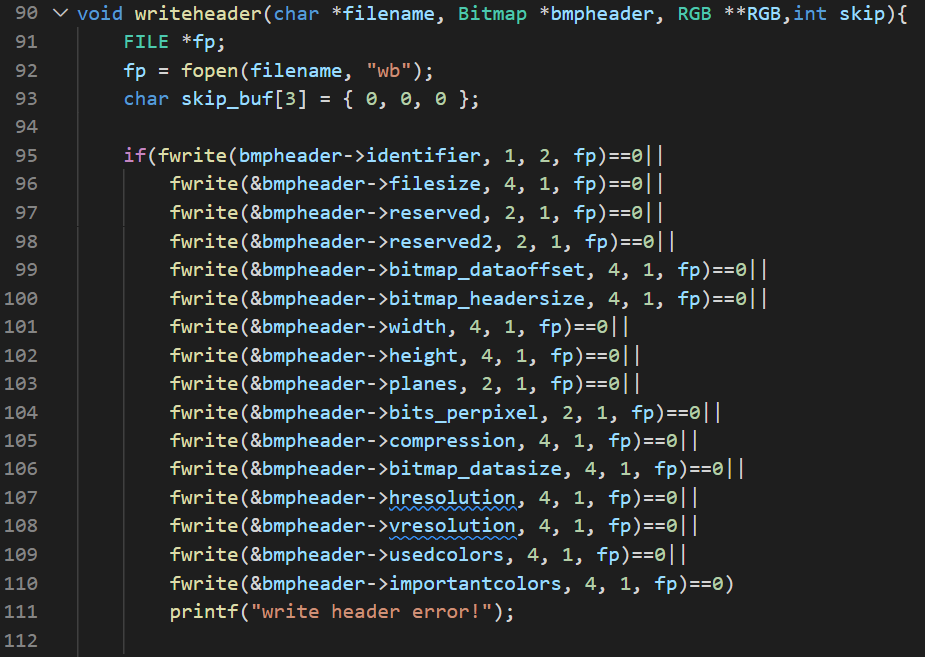 90 void writeheader(char *filename, Bitmap *bmpheader, RGB **RGB,int skip){
91 FILE *fp;
92 fp = fopen(filename, "wb");
93 char skip_buf[3] = { 0, 0, 0 };
94
95 if(fwrite(bmpheader->identifier, 1, 2, fp)==0||
96 fwrite(&bmpheader->filesize, 4, 1, fp)==0||
97 fwrite(&bmpheader->reserved, 2, 1, fp)==0||
98 fwrite(&bmpheader->reserved2, 2, 1, fp)==0||
99 fwrite(&bmpheader->bitmap_dataoffset, 4, 1, fp)==0||
100 fwrite(&bmpheader->bitmap_headersize, 4, 1, fp)==0||
101 fwrite(&bmpheader->width, 4, 1, fp)==0||
102 fwrite(&bmpheader->height, 4, 1, fp)==0||
103 fwrite(&bmpheader->planes, 2, 1, fp)==0||
104 fwrite(&bmpheader->bits_perpixel, 2, 1, fp)==0||
105 fwrite(&bmpheader->compression, 4, 1, fp)==0||
106 fwrite(&bmpheader->bitmap_datasize, 4, 1, fp)==0||
107 fwrite(&bmpheader->hresolution, 4, 1, fp)==0||
108 fwrite(&bmpheader->vresolution, 4, 1, fp)==0||
109 fwrite(&bmpheader->usedcolors, 4, 1, fp)==0||
110 fwrite(&bmpheader->importantcolors, 4, 1, fp)==0)
111 printf("write header error!");
112